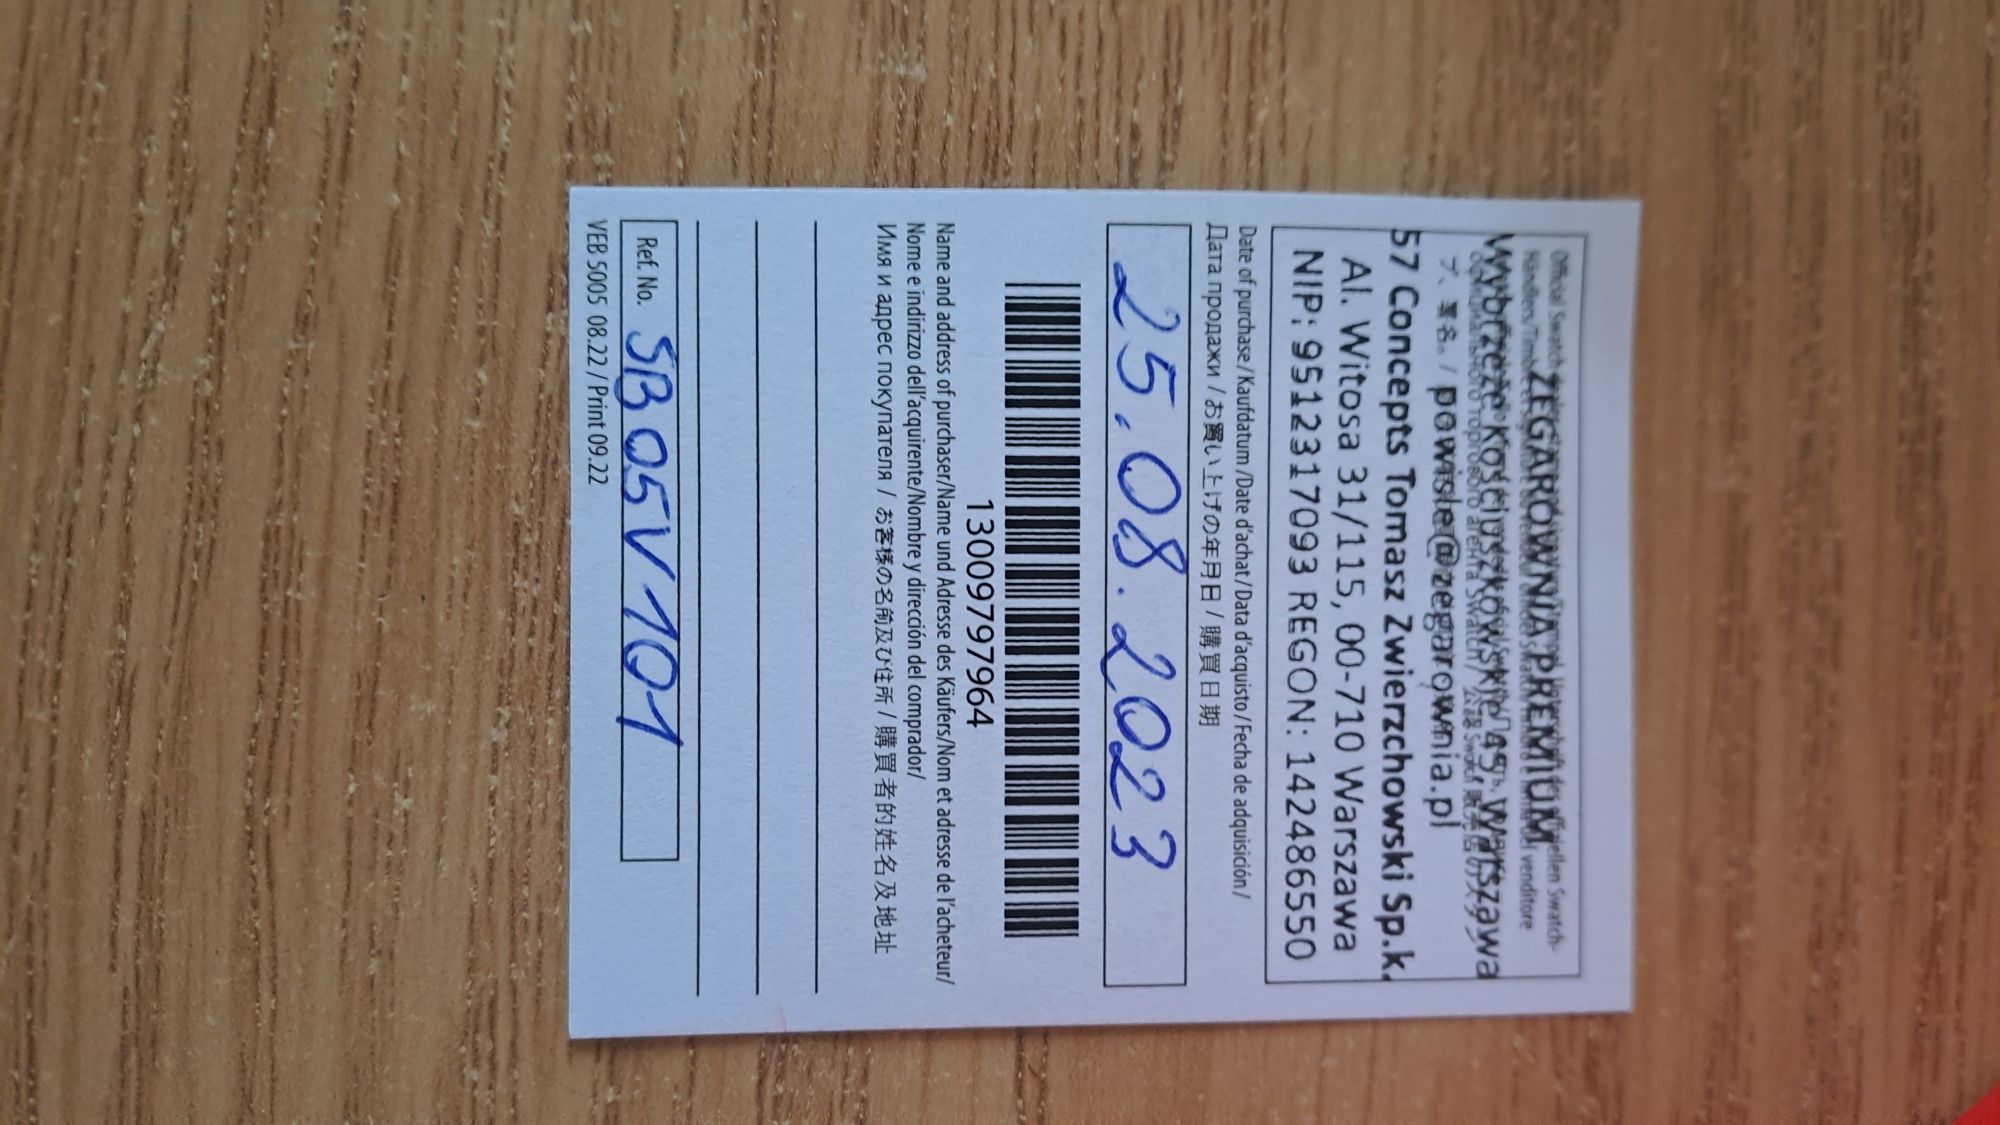 ZEGAROWNIA PREMIUM
Wybrzeże Kościuszkowskie 45, Warszawa
powisle@zegarownia.pl
57 Concepts Tomasz Zwierzchowski Sp.k.
Al. Witosa 31/115, 00-710 Warszawa
NIP: 9512317093 REGON: 142486550
Date of purchase / Kaufdatum / Date d'achat / Data d'acquisto / Fecha de adquisición /
Дата продажи / お買い上げの年月日 / 購買日期
25.08.2023
1300979797964
Name and address of purchaser/Name und Adresse des Käufers/Nom et adresse de l'acheteur/
Nome e indirizzo dell'acquirente/Nombre y dirección del comprador/
Имя и адрес покупателя / お客様の名前及び住所 / 購買者的姓名及地址
Ref. No. SB05V101
VEB 5005 08.22 / Print 09.22